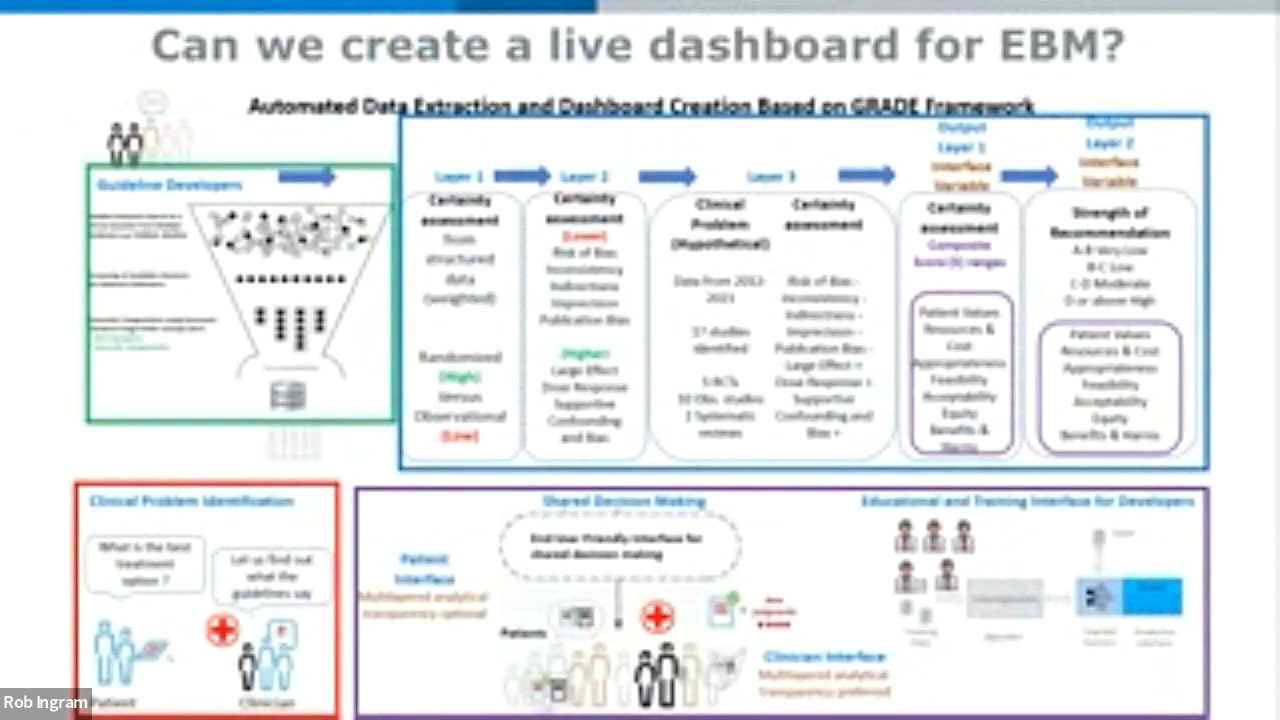 Can we create a live dashboard for EBM?
Automated Data Extraction and Dashboard Creation Based on GRADE Framework
Guideline Developers
Layer 1
Layer 2
Layer 3
Output
Layer 1
Interface
Variable
Output
Layer 2
Interface
Variable
Certainty
assessment
from
structured
data
(weighted)
Randomized
(High)
Versus
Observational
(Low)
Certainty
assessment
(Lower)
Risk of Bias
Inconsistency
Indirectness
Imprecision
Publication Bias
(Higher)
Large Effect
Dose Response
Supportive
Confounding
and Bias
Clinical
Problem
(Hypothetical)
Data from 2012-
2021
17 studies
identified
5 RCTs
10 Obs. studies
2 Systematic
reviews
Certainty
assessment
Risk of Bias -
Inconsistency -
Indirectness -
Imprecision -
Publication Bias -
Large Effect +
Dose Response +
Supportive
Confounding and
Bias +
Certainty
assessment
Composite
Score (S) ranges
Patient Values
Resources &
Cost
Appropriateness
Feasibility
Acceptability
Equity
Benefits &
Harms
Strength of
Recommendation
A-B Very Low
B-C Low
C-D Moderate
D or above High
Patient Values
Resources & Cost
Appropriateness
Feasibility
Acceptability
Equity
Benefits & Harms
Clinical Problem Identification
What is the best
treatment
option ?
Let us find out
what the
guidelines say
Patient
Clinician
Shared Decision Making
End User Friendly Interface for
shared decision making
Patient
Interface
Multilayered analytical
transparency optional
Patients
Clinician Interface
Multilayered analytical
transparency preferred
Educational and Training Interface for Developers
Rob Ingram